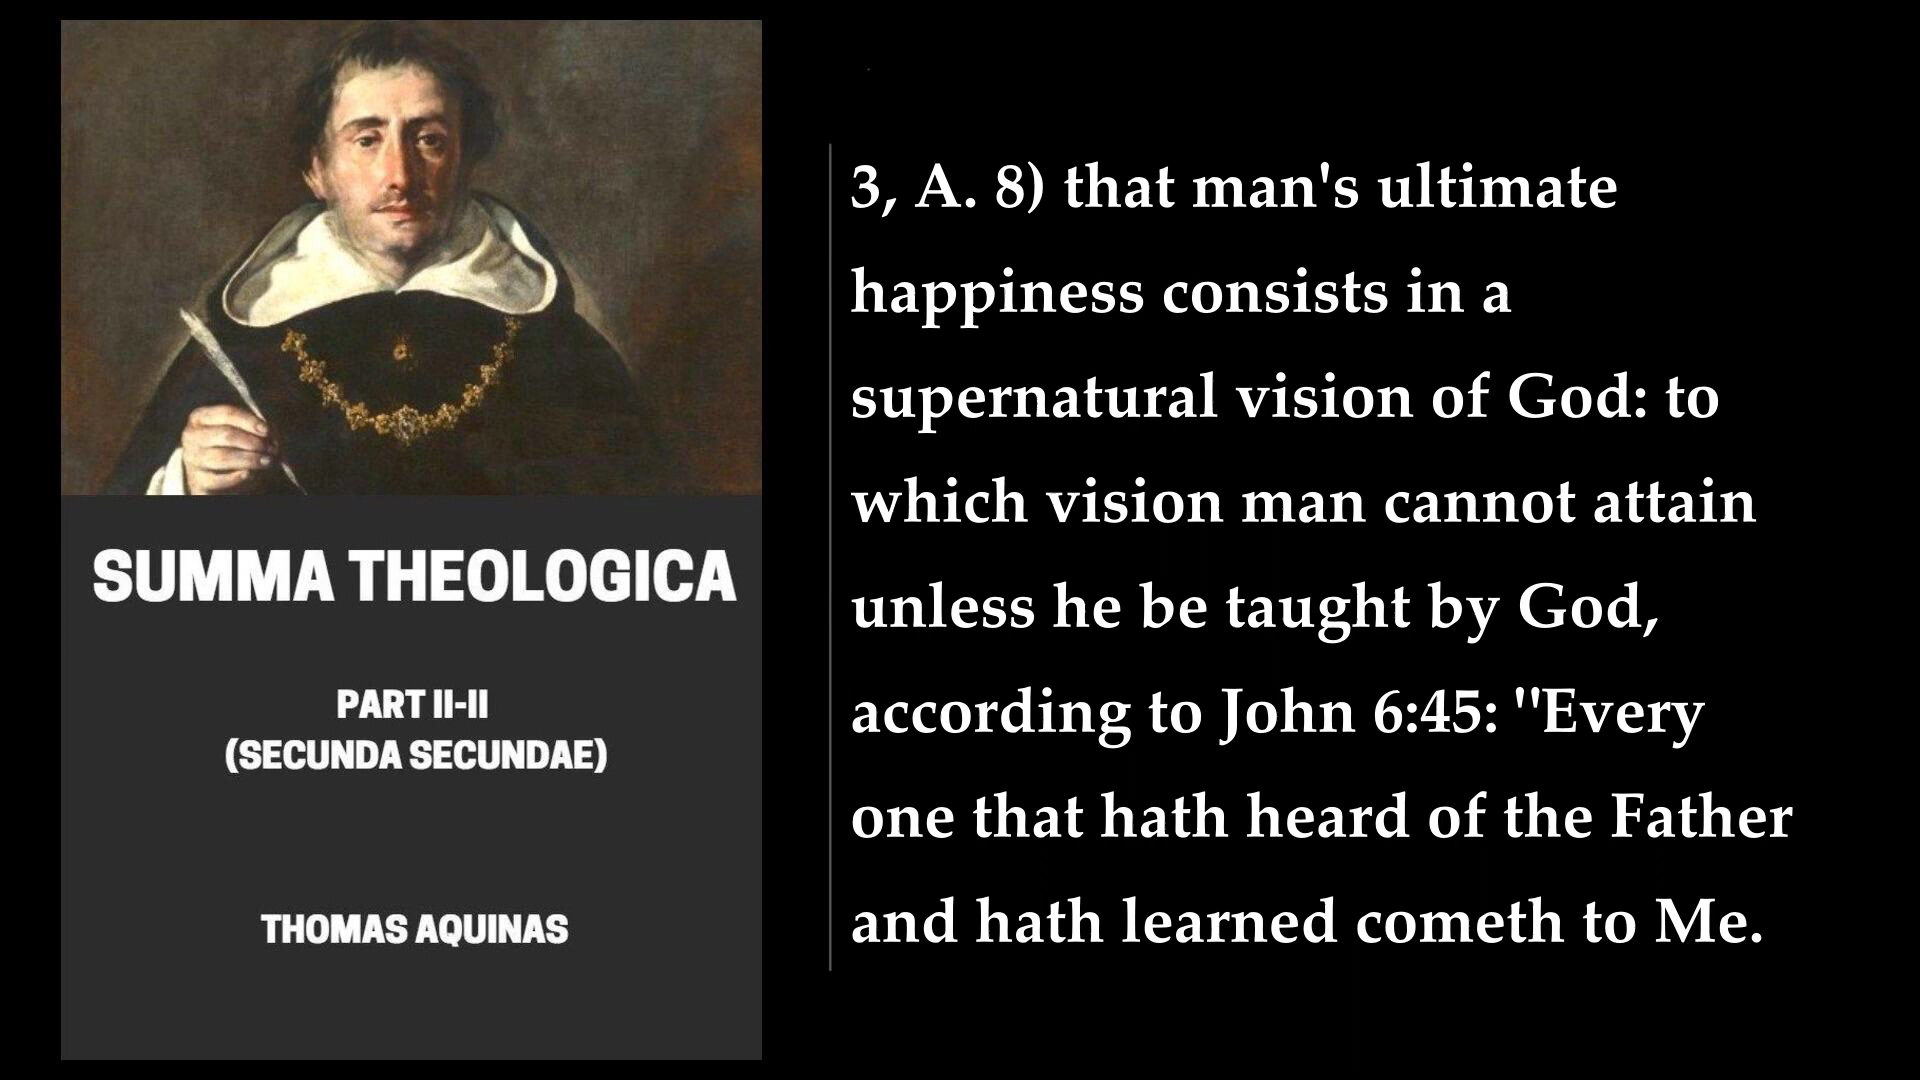 SUMMA THEOLOGICA
PART II-II
(SECUNDA SECUNDAE)
THOMAS AQUINAS
3, A. 8) that man's ultimate
happiness consists in a
supernatural vision of God: to
which vision man cannot attain
unless he be taught by God,
according to John 6:45: "Every
one that hath heard of the Father
and hath learned cometh to Me.